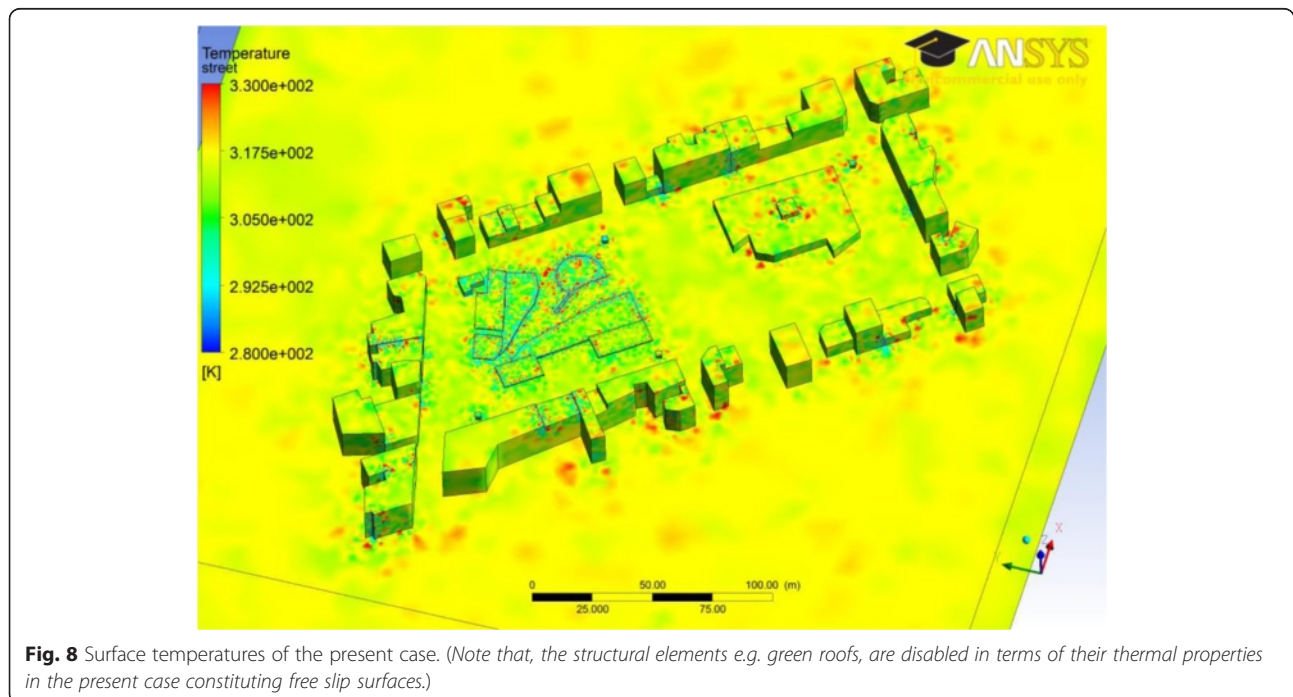 Temperature
street
3.300e+002
3.175e+002
3.050e+002
2.925e+002
2.800e+002
[K]
ANSYS
commercial use only
X
Z
Y
0 50.00 100.00 (m)
25.000 75.00
Fig. 8 Surface temperatures of the present case. (Note that, the structural elements e.g. green roofs, are disabled in terms of their thermal properties
in the present case constituting free slip surfaces.)